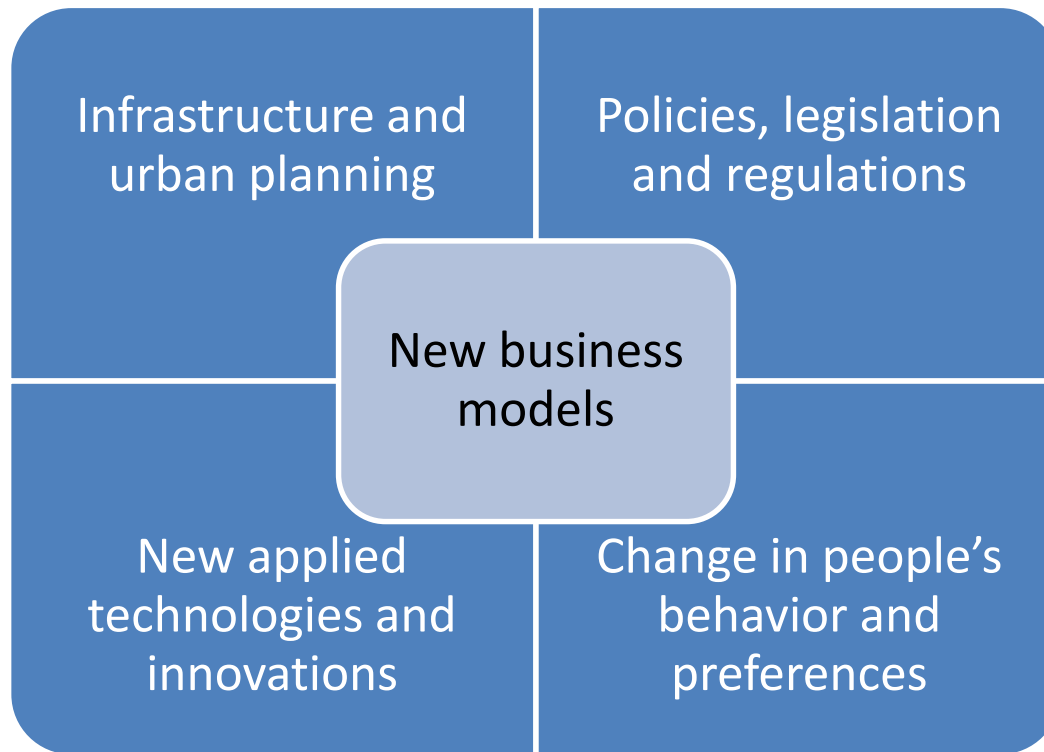 Infrastructure and
urban planning
Policies, legislation
and regulations
New business
models
New applied
technologies and
innovations
Change in people’s
behavior and
preferences